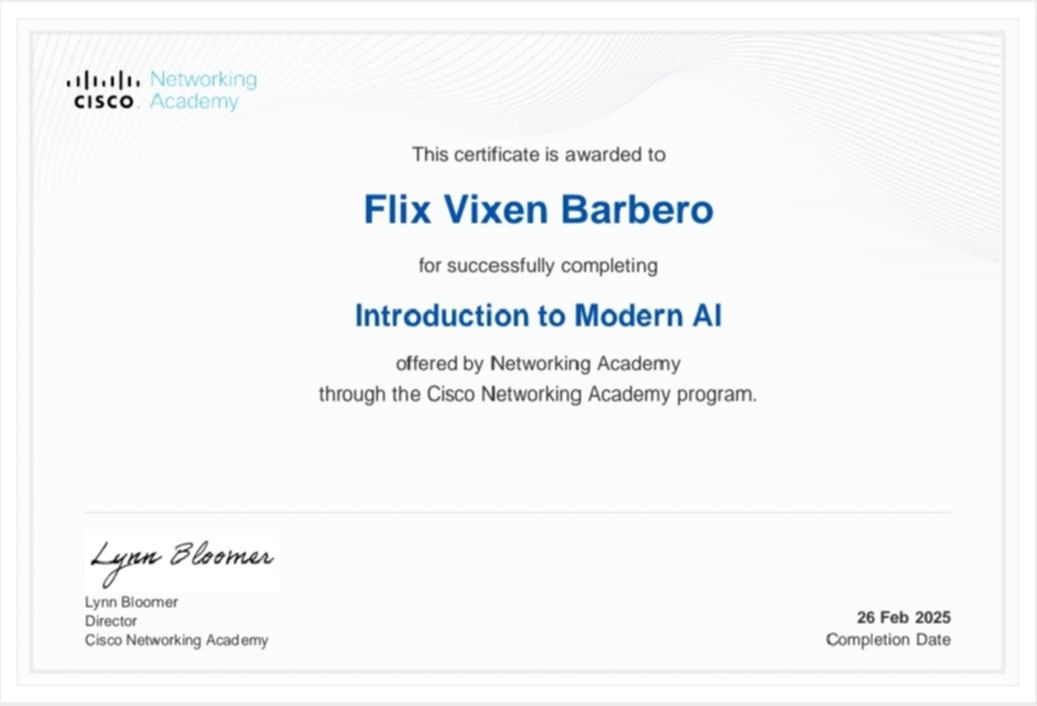 CISCO Networking Academy
This certificate is awarded to
Flix Vixen Barbero
for successfully completing
Introduction to Modern AI
offered by Networking Academy
through the Cisco Networking Academy program.
Lynn Bloomer
Lynn Bloomer
Director
Cisco Networking Academy
26 Feb 2025
Completion Date